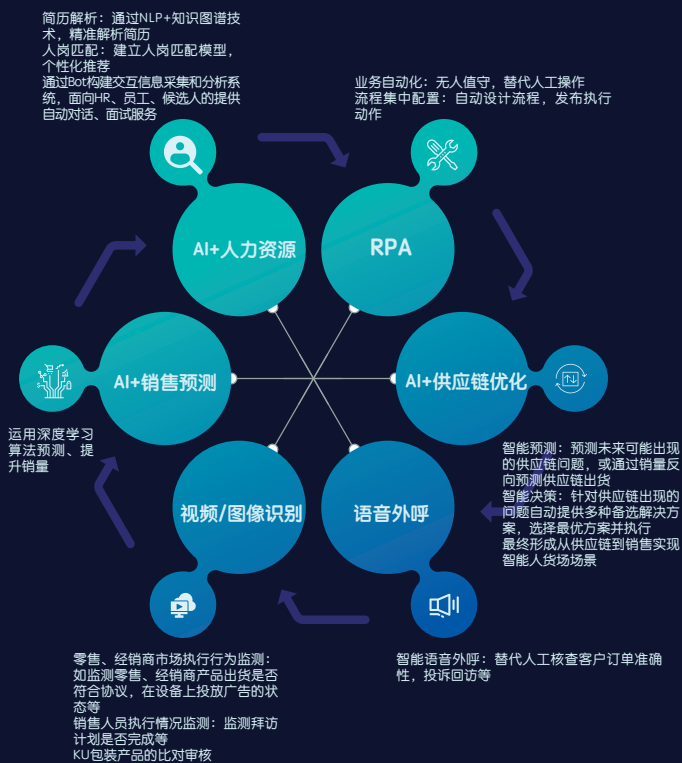 简历解析：通过NLP+知识图谱技
术，精准解析简历
人岗匹配：建立人岗匹配模型，
个性化推荐
通过Bot构建交互信息采集和分析系
统，面向HR、员工、候选人的提供
自动对话、面试服务
业务自动化：无人值守，替代人工操作
流程集中配置：自动设计流程，发布执行
动作
AI+人力资源
RPA
AI+销售预测
AI+供应链优化
运用深度学习
算法预测、提
升销量
智能预测：预测未来可能出现
的供应链问题，或通过销量反
向预测供应链出货
智能决策：针对供应链出现的
问题自动提供多种备选解决方
案，选择最优方案并执行
最终形成从供应链到销售实现
智能人货场场景
视频/图像识别
语音外呼
零售、经销商市场执行行为监测：
如监测零售、经销商产品出货是否
符合协议，在设备上投放广告的状
态等
销售人员执行情况监测：监测拜访
计划是否完成等
KU包装产品的比对审核
智能语音外呼：替代人工核查客户订单准确
性，投诉回访等